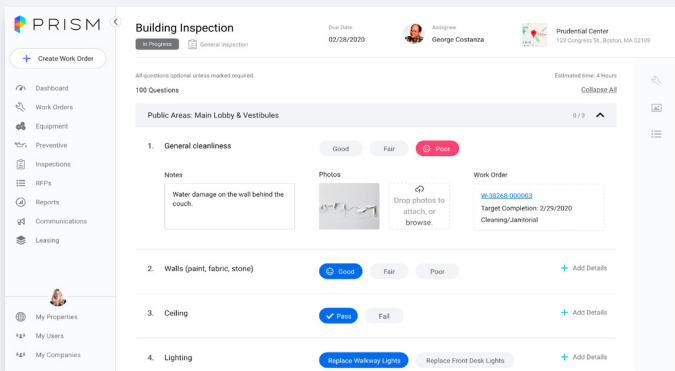 PRISM
Create Work Order
Dashboard
Work Orders
Equipment
Preventive
Inspections
RFPs
Reports
Communications
Leasing
My Properties
My Users
My Companies
Building Inspection
In Progress
General Inspection
Due Date
02/28/2020
Assignee
George Costanza
Prudential Center
123 Congress St., Boston, MA 02109
All questions optional unless marked required.
Estimated time: 4 Hours
100 Questions
Collapse All
Public Areas: Main Lobby & Vestibules
0 / 3
1. General cleanliness
Good Fair Poor
Notes
Water damage on the wall behind the
couch.
Photos
Drop photos to
attach, or
browse.
Work Order
W-38268-000003
Target Completion: 2/29/2020
Cleaning/Janitorial
2. Walls (paint, fabric, stone)
Good Fair Poor
+ Add Details
3. Ceiling
Pass Fail
+ Add Details
4. Lighting
Replace Walkway Lights Replace Front Desk Lights
+ Add Details